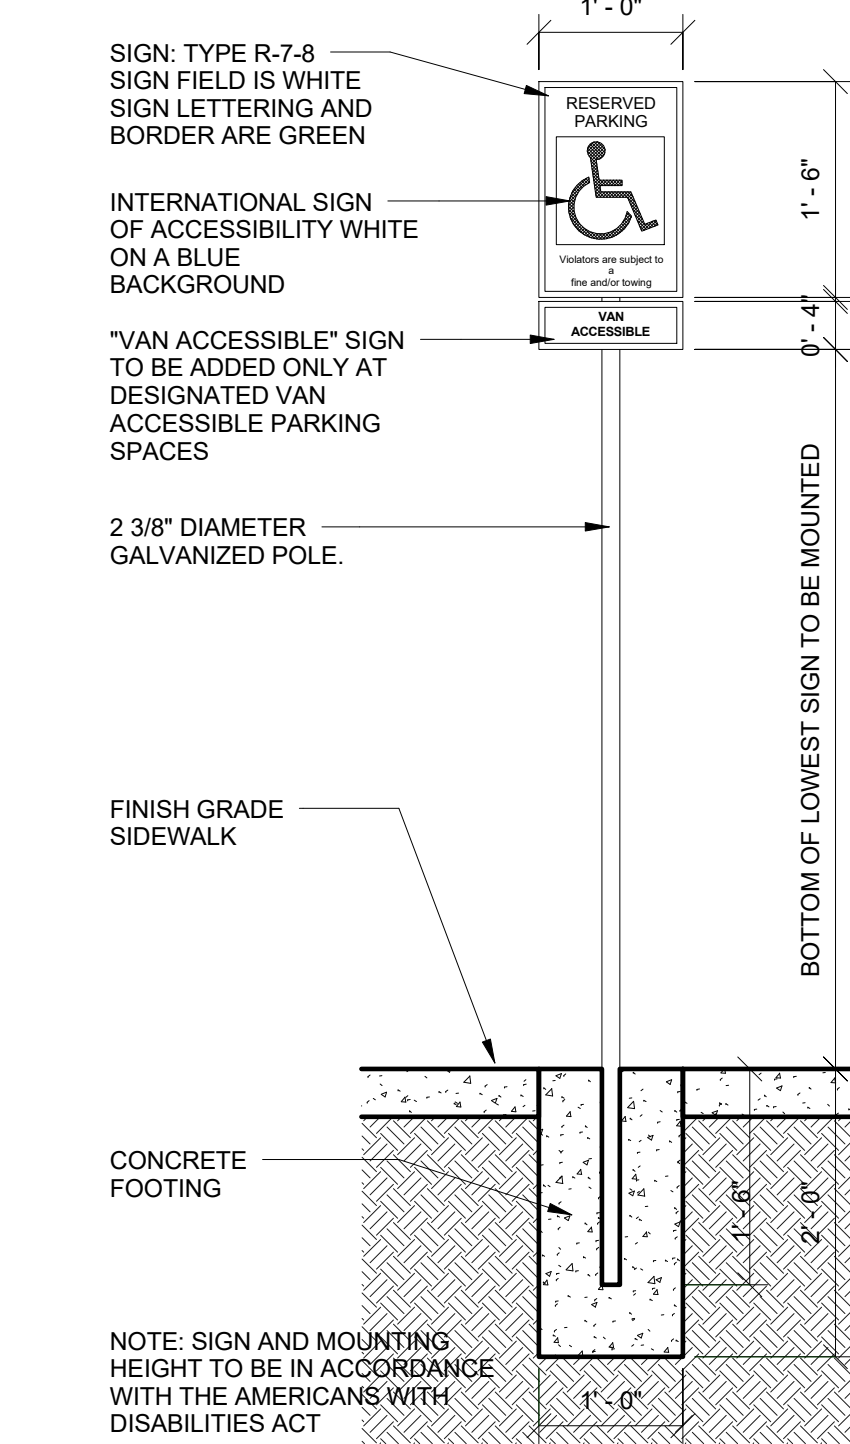 1' - 0"
SIGN: TYPE R-7-8
SIGN FIELD IS WHITE
SIGN LETTERING AND
BORDER ARE GREEN
RESERVED
PARKING
1' - 6"
INTERNATIONAL SIGN
OF ACCESSIBILITY WHITE
ON A BLUE
BACKGROUND
Violators are subject to
a
fine and/or towing
VAN
ACCESSIBLE
0' - 4"
"VAN ACCESSIBLE" SIGN
TO BE ADDED ONLY AT
DESIGNATED VAN
ACCESSIBLE PARKING
SPACES
2 3/8" DIAMETER
GALVANIZED POLE.
BOTTOM OF LOWEST SIGN TO BE MOUNTED
FINISH GRADE
SIDEWALK
CONCRETE
FOOTING
1' - 6"
2' - 0"
NOTE: SIGN AND MOUNTING
HEIGHT TO BE IN ACCORDANCE
WITH THE AMERICANS WITH
DISABILITIES ACT
1' - 0"